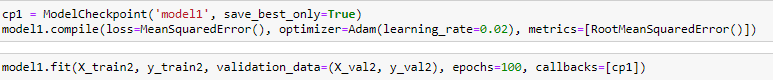 cp1 = ModelCheckpoint('model1', save_best_only=True)
model1.compile(loss=MeanSquaredError(), optimizer=Adam(learning_rate=0.02), metrics=[RootMeanSquaredError()])
model1.fit(X_train2, y_train2, validation_data=(X_val2, y_val2), epochs=100, callbacks=[cp1])